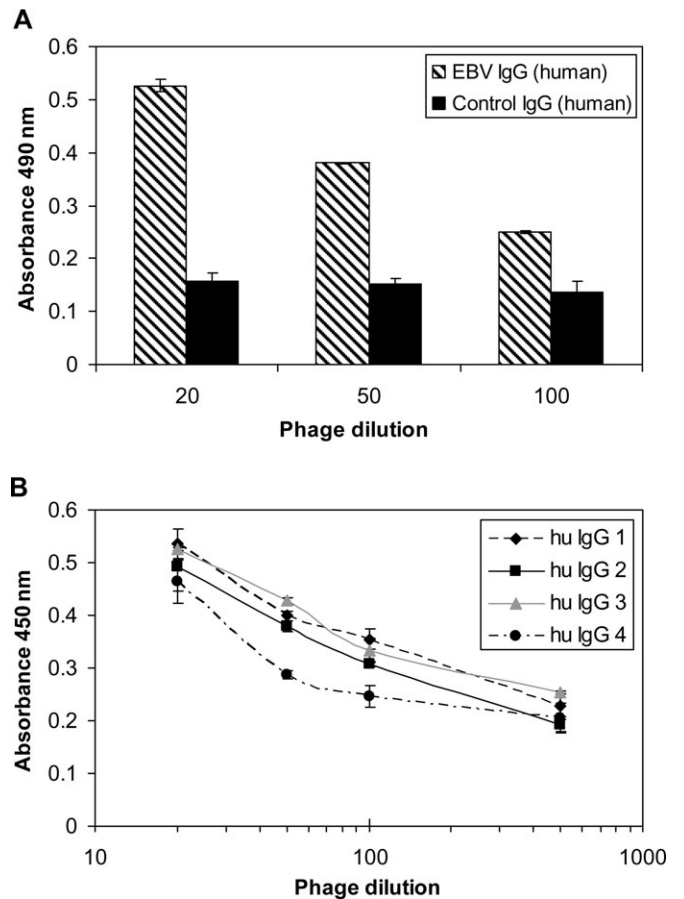 A
0.6
0.5
0.4
0.3
0.2
0.1
0
Absorbance 490 nm
EBV IgG (human)
Control IgG (human)
20 50 100
Phage dilution
B
0.6
0.5
0.4
0.3
0.2
0.1
0
Absorbance 450 nm
hu IgG 1
hu IgG 2
hu IgG 3
hu IgG 4
10 100 1000
Phage dilution